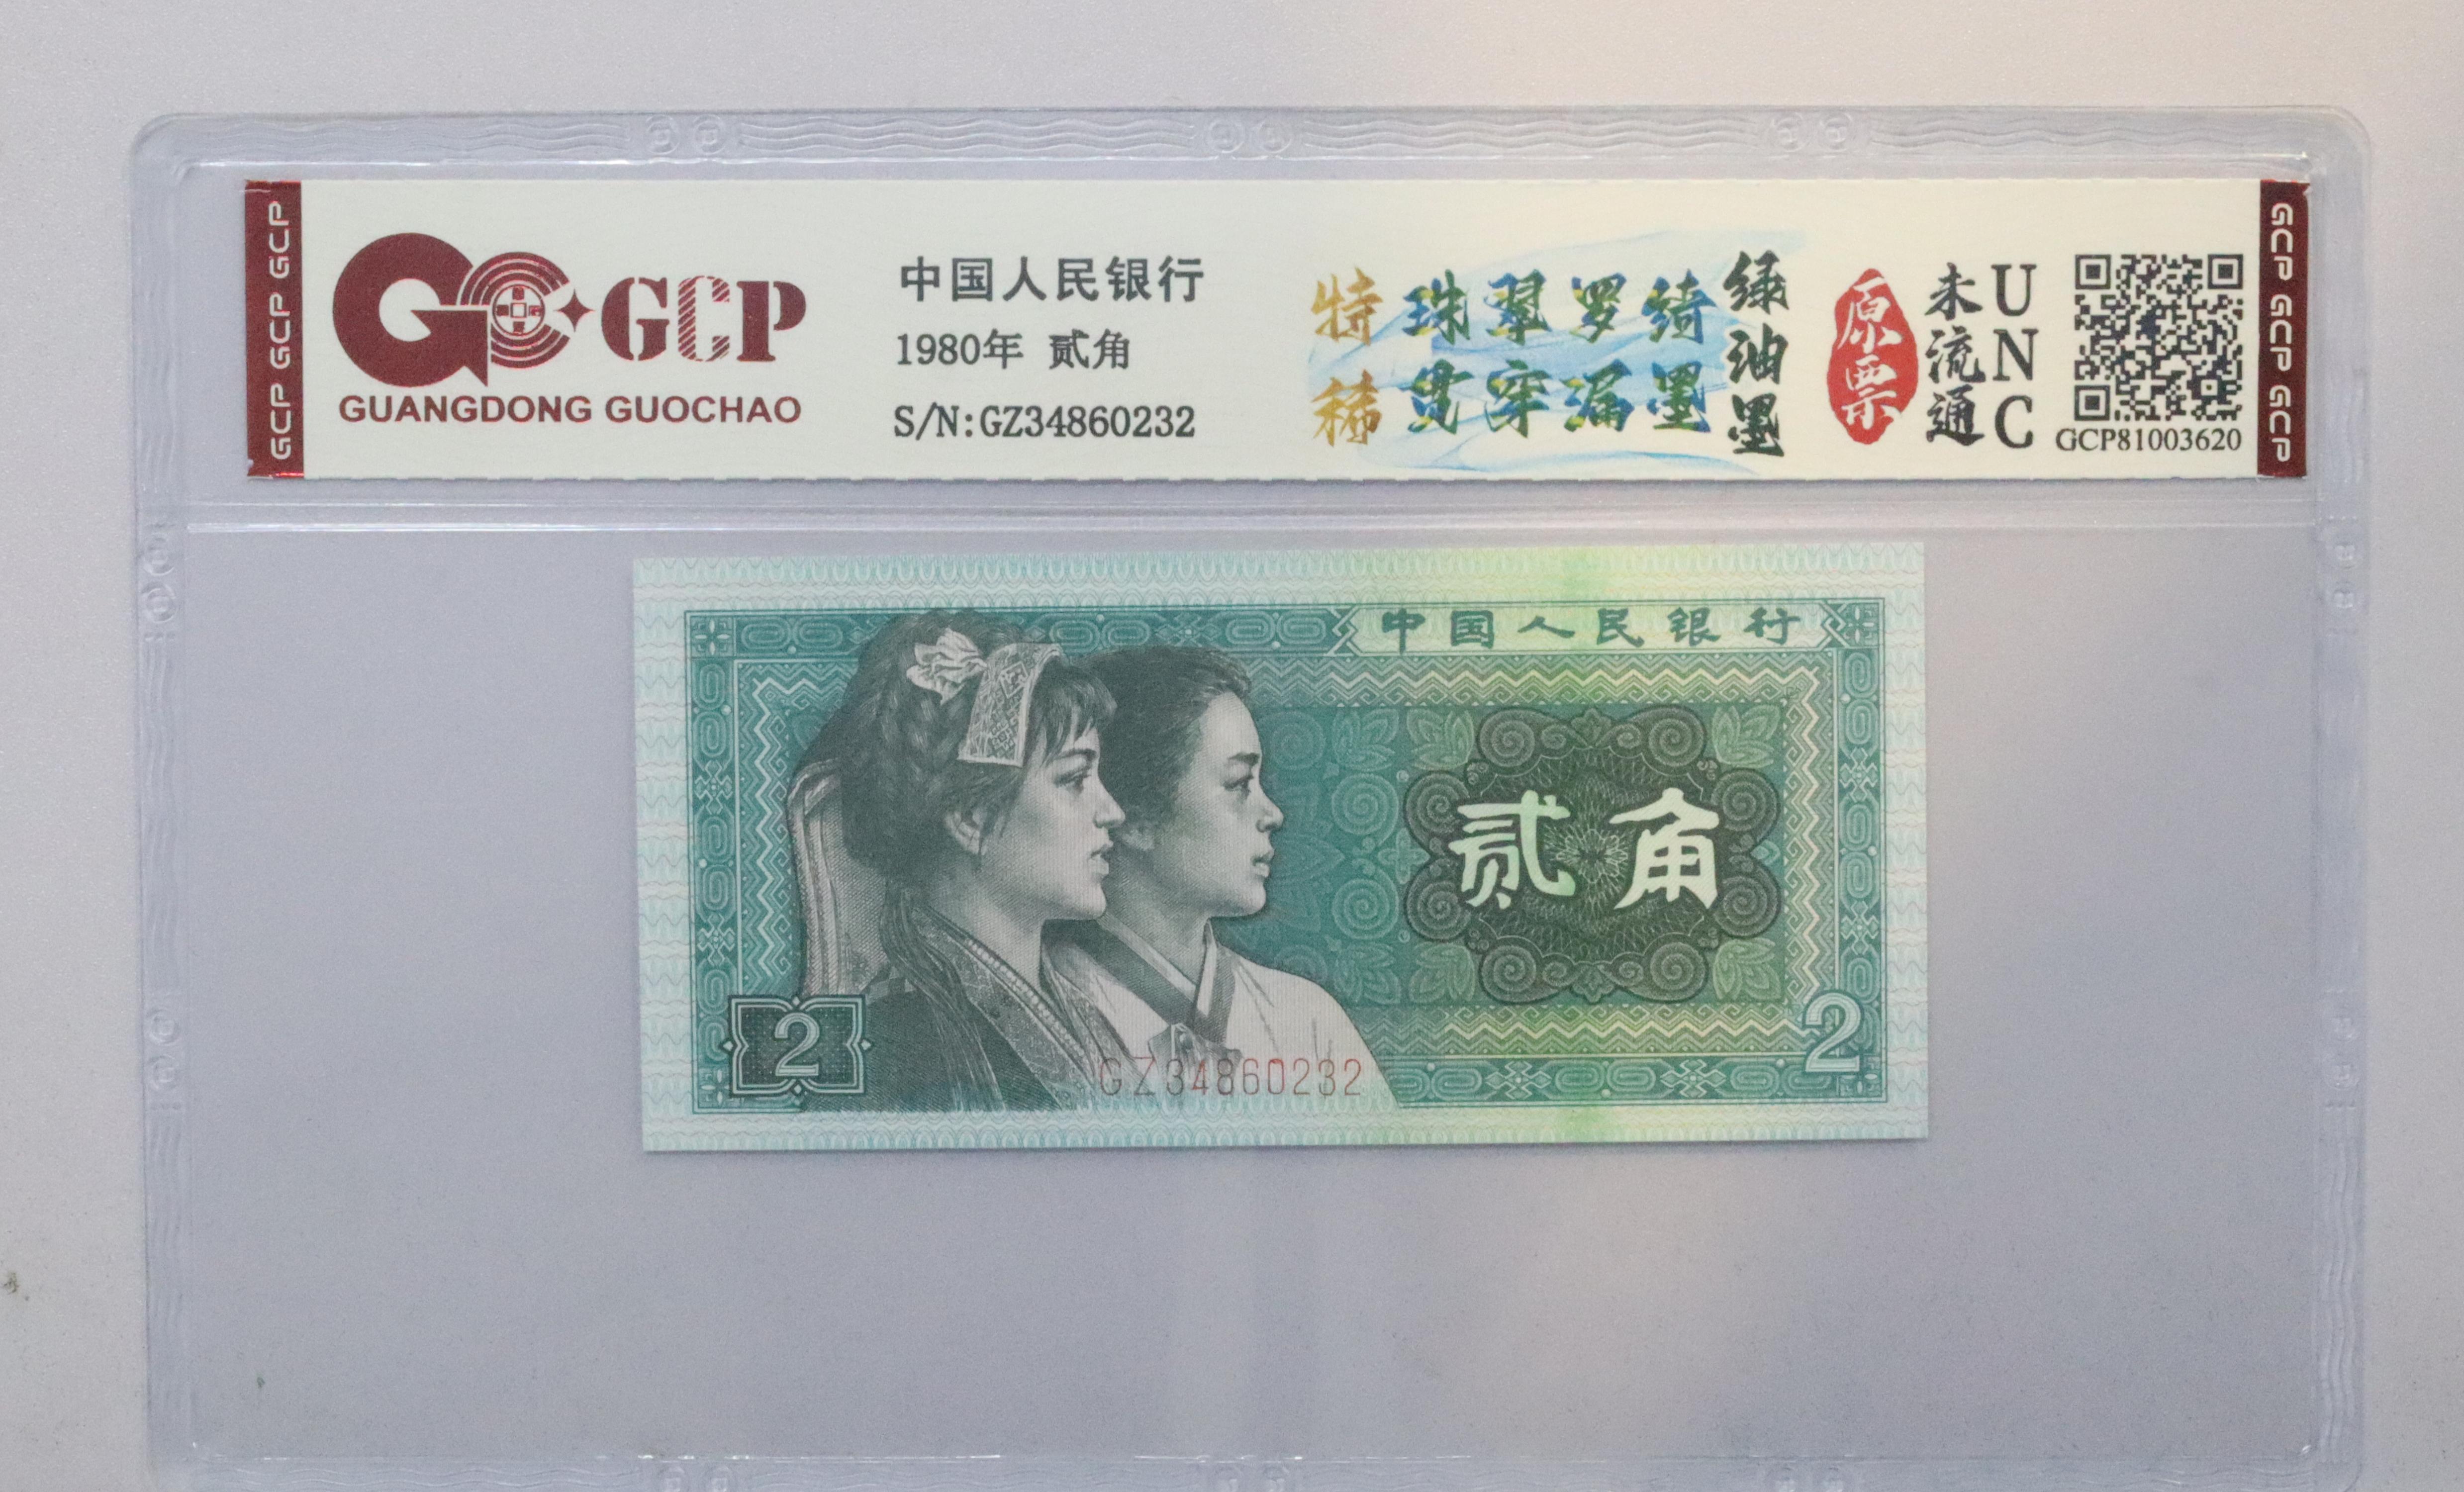 GCP GCP GCP
GCP
GUANGDONG GUOCHAO
中国人民银行
1980年 贰角
S/N:GZ34860232
特稀
珠翠罗绮
贯穿漏墨
绿油墨
原票
未流通
UNC
GCP81003620
GCP GCP GCP
中国人民银行
贰角
2
2
GZ34860232